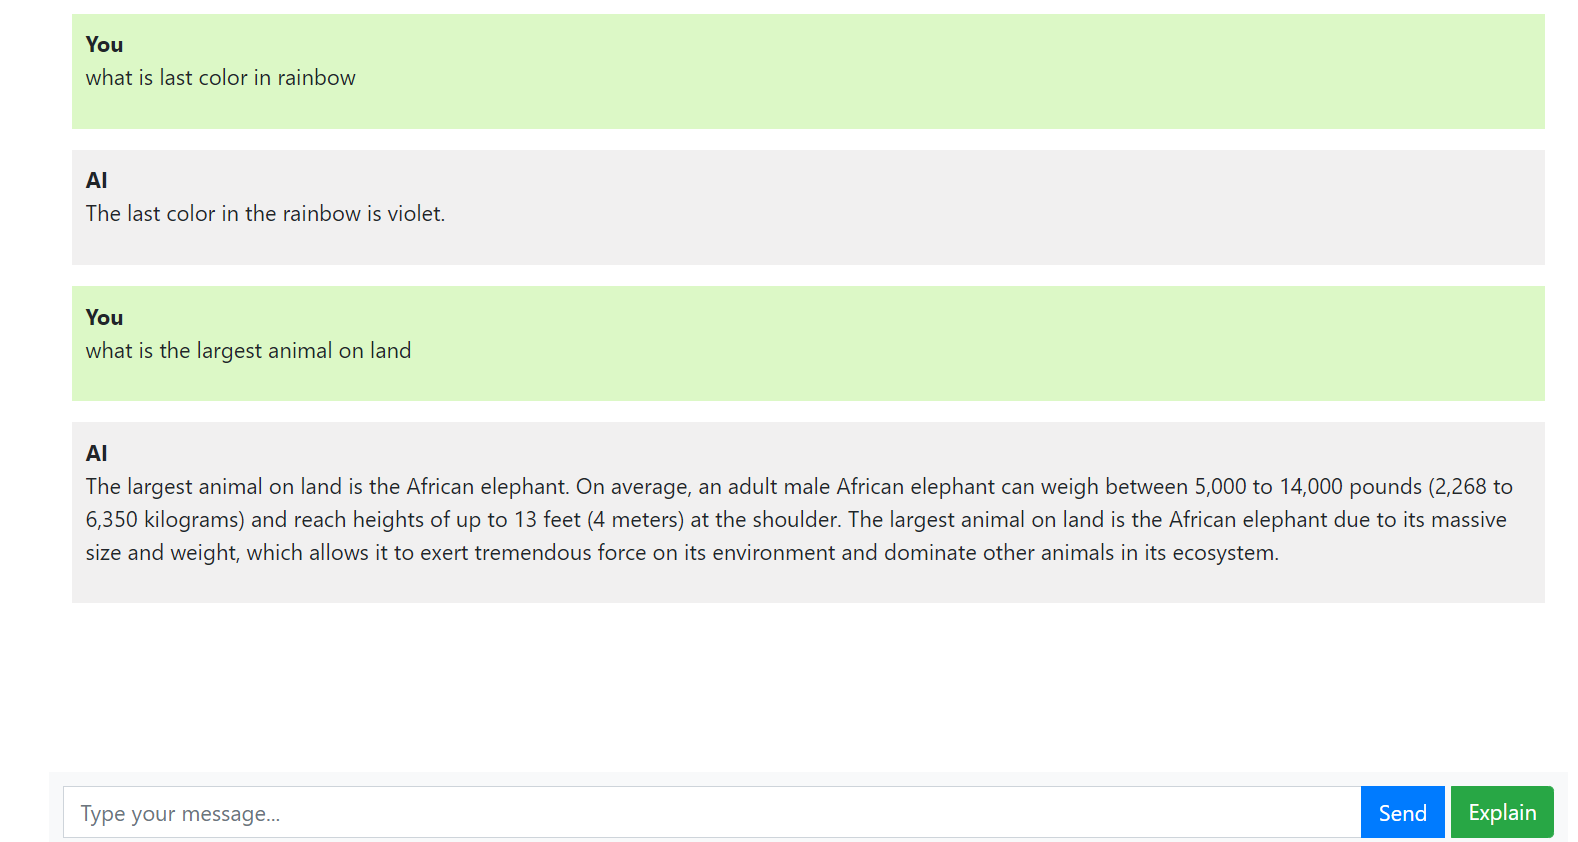 You
what is last color in rainbow
AI
The last color in the rainbow is violet.
You
what is the largest animal on land
AI
The largest animal on land is the African elephant. On average, an adult male African elephant can weigh between 5,000 to 14,000 pounds (2,268 to
6,350 kilograms) and reach heights of up to 13 feet (4 meters) at the shoulder. The largest animal on land is the African elephant due to its massive
size and weight, which allows it to exert tremendous force on its environment and dominate other animals in its ecosystem.
Type your message...
Send
Explain